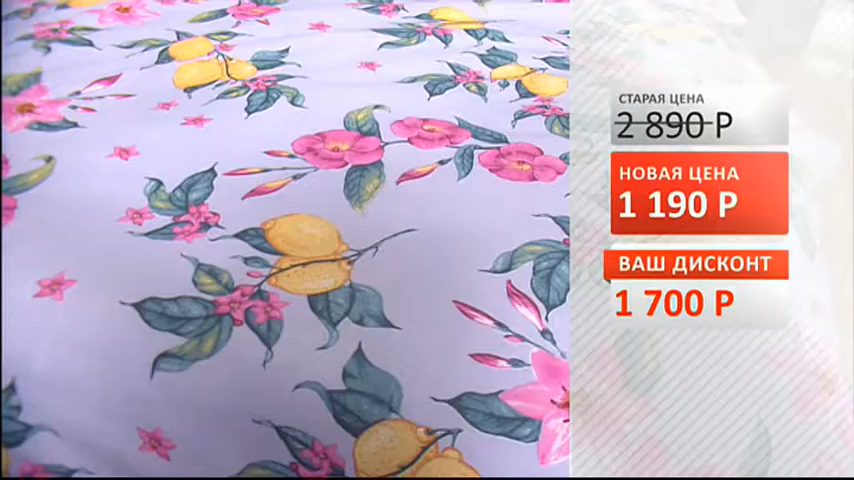 СТАРАЯ ЦЕНА
2 890 Р
НОВАЯ ЦЕНА
1 190 Р
ВАШ ДИСКОНТ
1 700 Р